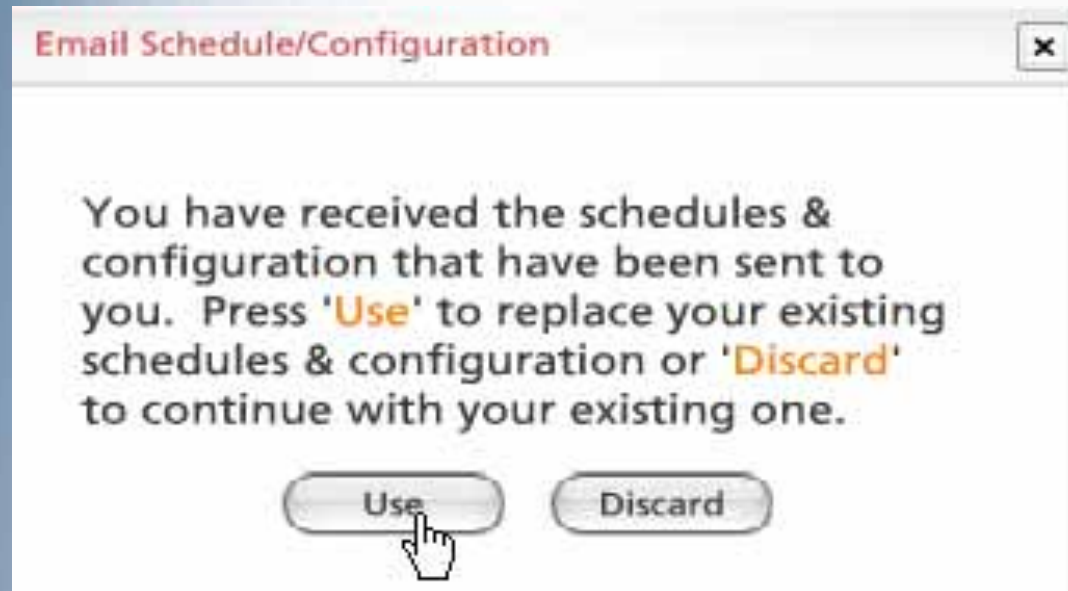 Email Schedule/Configuration
You have received the schedules &
configuration that have been sent to
you.  Press 'Use' to replace your existing
schedules & configuration or 'Discard'
to continue with your existing one.
Use
Discard